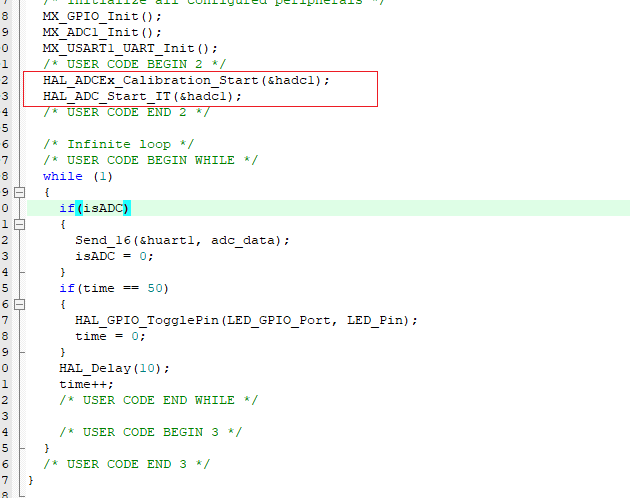 /* Initialize all configured peripherals */
8 MX_GPIO_Init();
9 MX_ADC1_Init();
0 MX_USART1_UART_Init();
1 /* USER CODE BEGIN 2 */
2 HAL_ADCEx_Calibration_Start(&hadc1);
3 HAL_ADC_Start_IT(&hadc1);
4 /* USER CODE END 2 */
5
6 /* Infinite loop */
7 /* USER CODE BEGIN WHILE */
8 while (1)
9 {
0 if(isADC)
1 {
2 Send_16(&huart1, adc_data);
3 isADC = 0;
4 }
5 if(time == 50)
6 {
7 HAL_GPIO_TogglePin(LED_GPIO_Port, LED_Pin);
8 time = 0;
9 }
0 HAL_Delay(10);
1 time++;
2 /* USER CODE END WHILE */
3
4 /* USER CODE BEGIN 3 */
5 }
6 /* USER CODE END 3 */
7 }
8